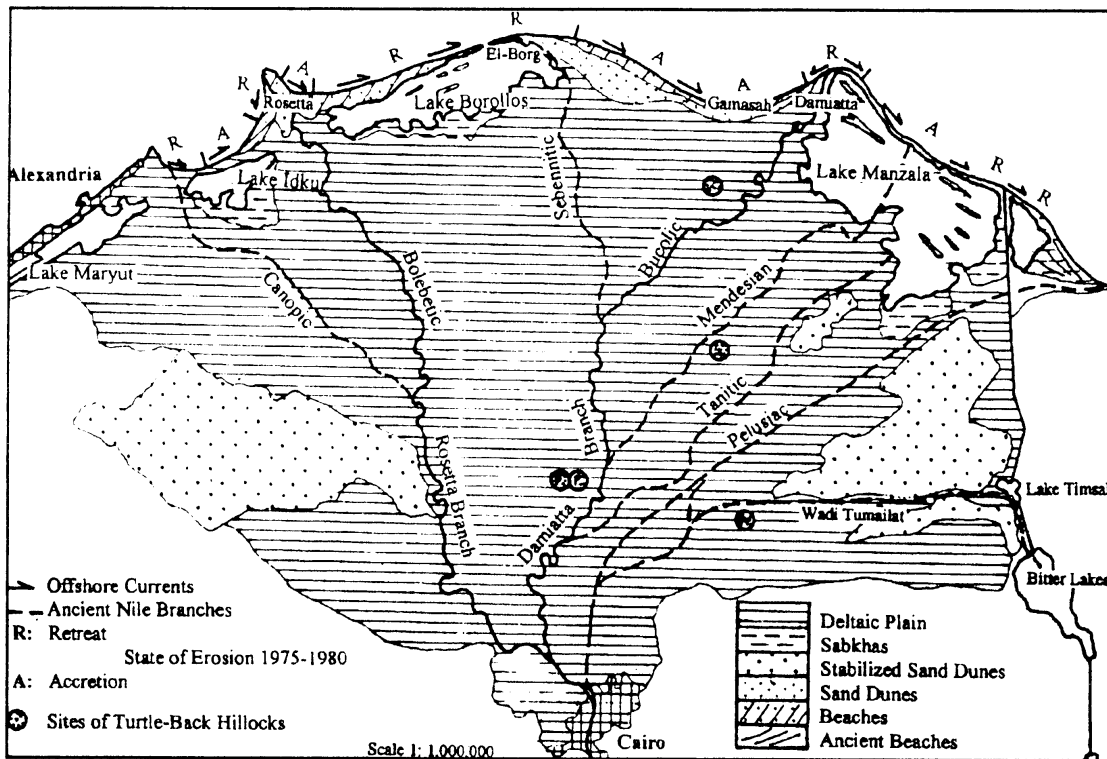 R
R
A
R
R
El-Borg
A
A
R
A
R
R
Rosetta
Lake Borollos
Gamasah
Damiatta
R
A
Alexandria
Lake Idku
Lake Manzala
Lake Maryut
Canopic
Bolebetic
Sebennitic
Bucolic
Mendesian
Tanitic
Pelusiac
Branch
Damiatta
Rosetta Branch
Wadi Tumailat
Lake Timsah
Bitter Lakes
Offshore Currents
Ancient Nile Branches
R: Retreat
State of Erosion 1975-1980
A: Accretion
Sites of Turtle-Back Hillocks
Scale 1: 1.000.000
Cairo
Deltaic Plain
Sabkhas
Stabilized Sand Dunes
Sand Dunes
Beaches
Ancient Beaches